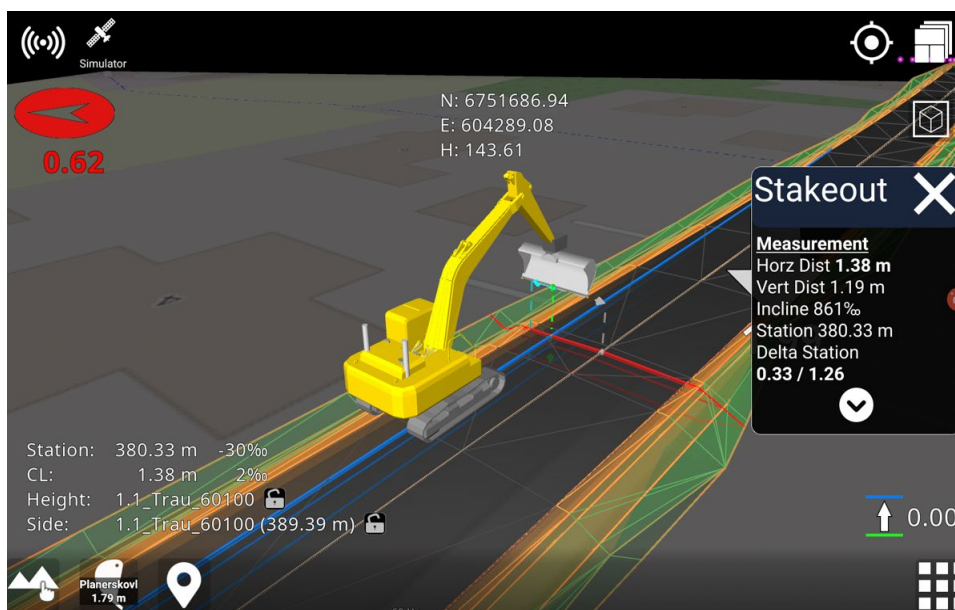 Simulator
0.62
N: 6751686.94
E: 604289.08
H: 143.61
Stakeout
Measurement
Horz Dist 1.38 m
Vert Dist 1.19 m
Incline 861‰
Station 380.33 m
Delta Station
0.33 / 1.26
Station: 380.33 m -30‰
CL: 1.38 m 2‰
Height: 1.1_Trau_60100
Side: 1.1_Trau_60100 (389.39 m)
0.00
Planerskovl
1.79 m